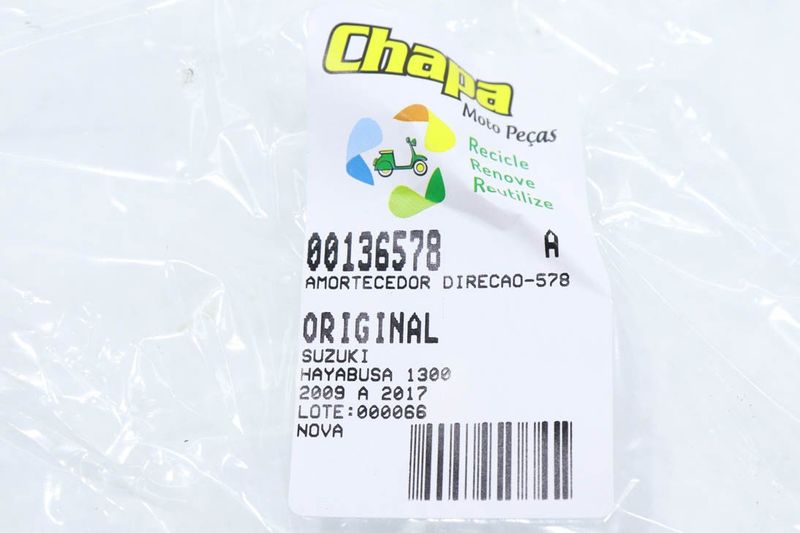 Chapa
Moto Peças
Recicle
Renove
Reutilize
00136578 A
AMORTECEDOR DIRECAO-578
ORIGINAL
SUZUKI
HAYABUSA 1300
2009 A 2017
LOTE:000066
NOVA